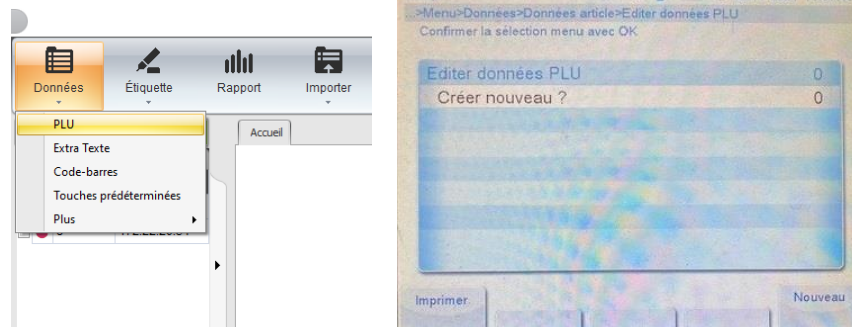 Données
Étiquette
Rapport
Importer
PLU
Extra Texte
Code-barres
Touches prédéterminées
Plus
Accueil
..>Menu>Données>Données article>Editer données PLU
Confirmer la sélection menu avec OK
Editer données PLU 0
Créer nouveau ? 0
Imprimer
Nouveau